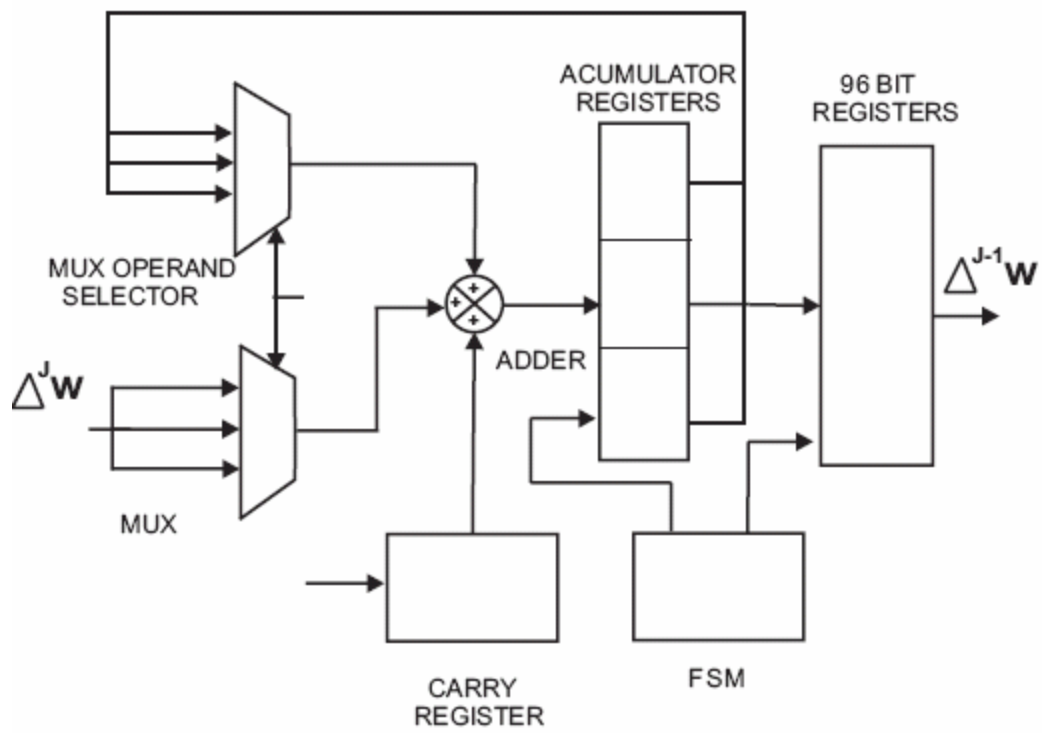 ACUMULATOR
REGISTERS
96 BIT
REGISTERS
MUX OPERAND
SELECTOR
Δ^J-1 W
ADDER
Δ^J W
MUX
CARRY
REGISTER
FSM